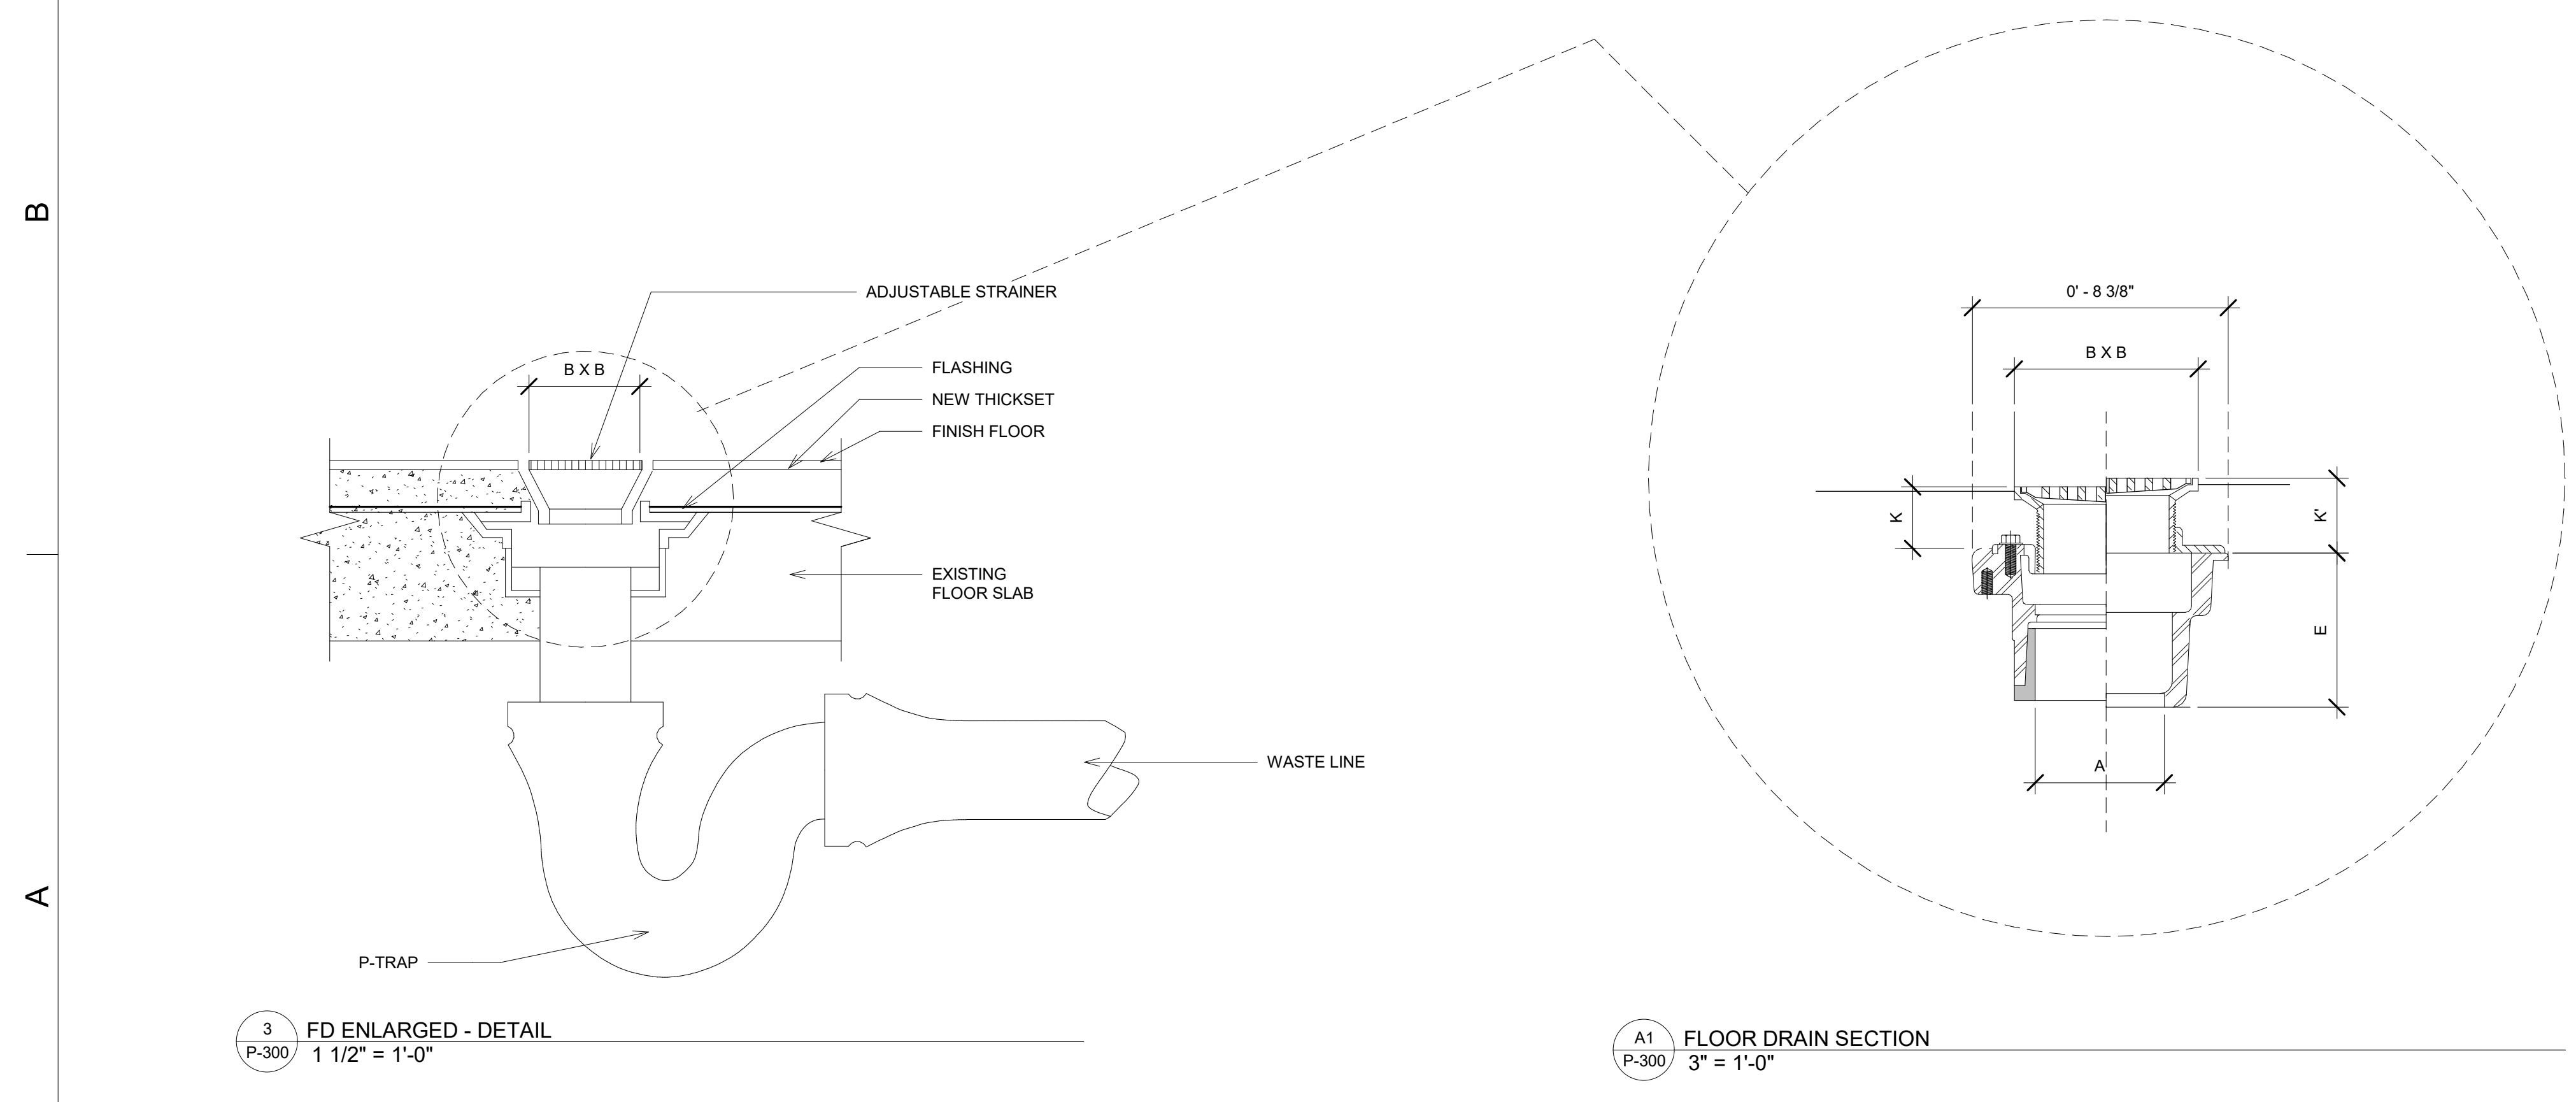 B
A
ADJUSTABLE STRAINER
B X B
FLASHING
NEW THICKSET
FINISH FLOOR
EXISTING
FLOOR SLAB
WASTE LINE
P-TRAP
3
P-300
FD ENLARGED - DETAIL
1 1/2" = 1'-0"
0' - 8 3/8"
B X B
K
K'
E
A
A1
P-300
FLOOR DRAIN SECTION
3" = 1'-0"